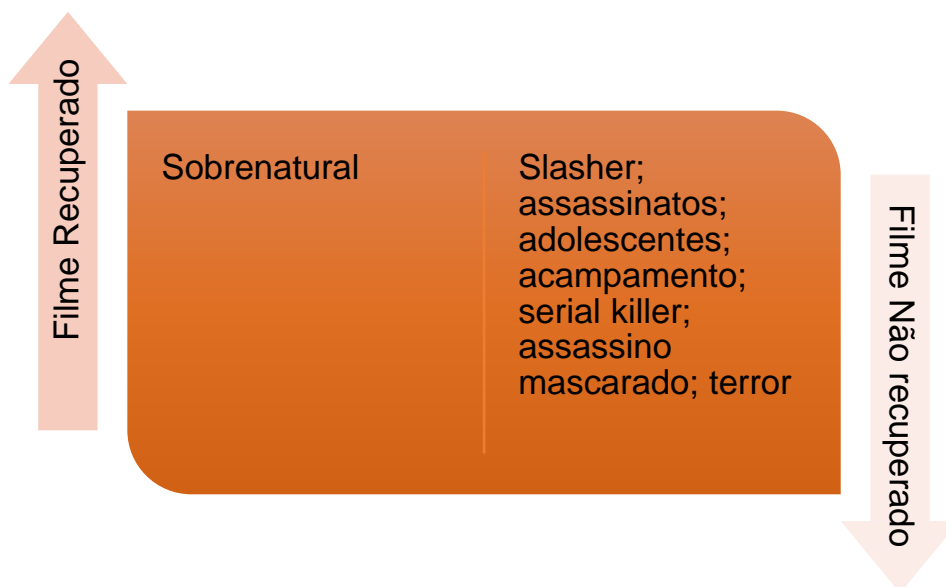 Filme Recuperado
Sobrenatural
Slasher;
assassinatos;
adolescentes;
acampamento;
serial killer;
assassino
mascarado; terror
Filme Não recuperado